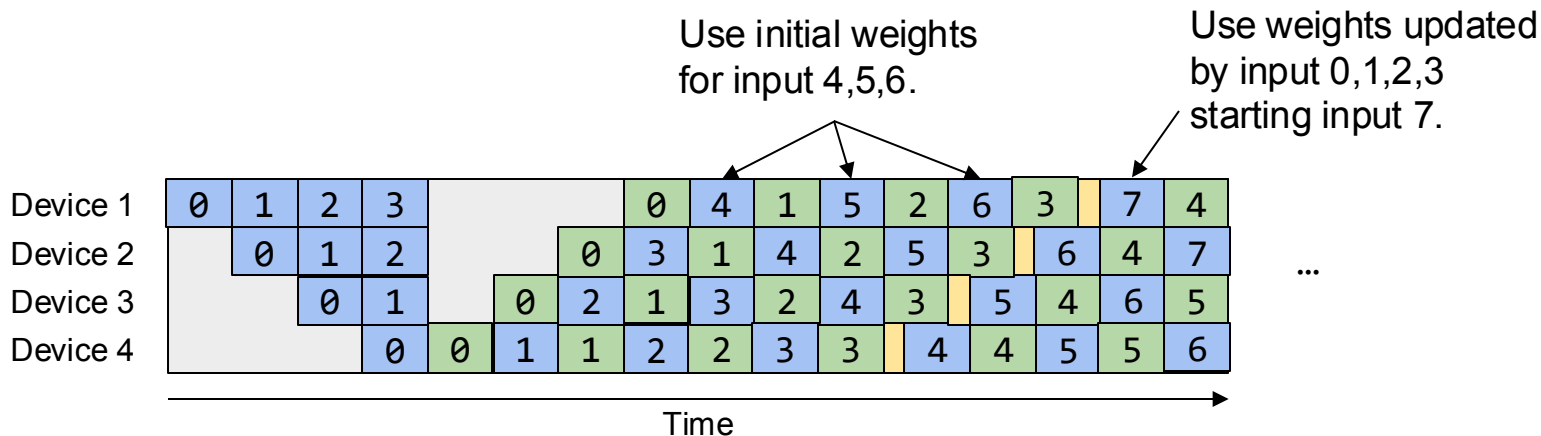 Use initial weights
for input 4,5,6.
Use weights updated
by input 0,1,2,3
starting input 7.
Device 1 0 1 2 3 0 4 1 5 2 6 3 7 4
Device 2 0 1 2 0 3 1 4 2 5 3 6 4 7
Device 3 0 1 0 2 1 3 2 4 3 5 4 6 5
Device 4 0 0 1 1 2 2 3 3 4 4 5 5 6
...
Time